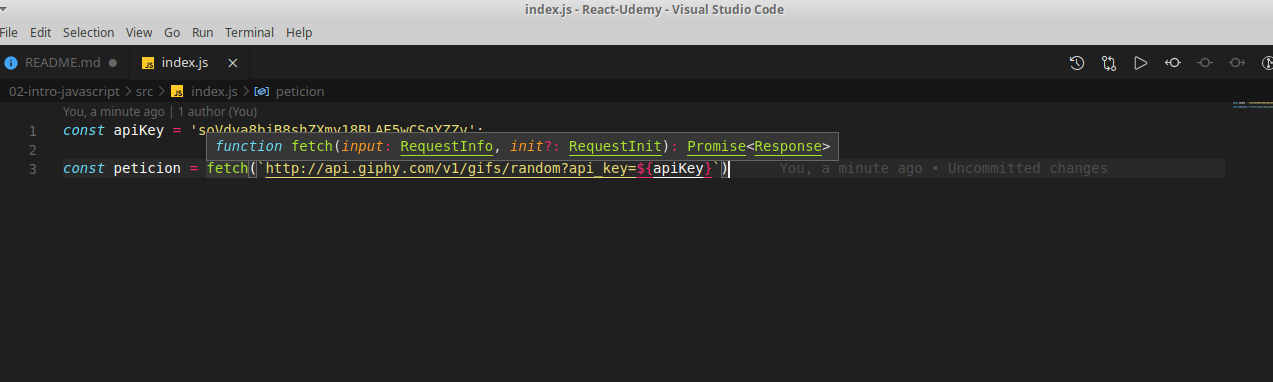 index.js - React-Udemy - Visual Studio Code
File Edit Selection View Go Run Terminal Help
README.md index.js
02-intro-javascript > src > index.js > peticion
You, a minute ago | 1 author (You)
1 const apiKey =
function fetch(input: RequestInfo, init?: RequestInit): Promise<Response>
2
3 const peticion = fetch(`http://api.giphy.com/v1/gifs/random?api_key=${apiKey}`) You, a minute ago • Uncommitted changes